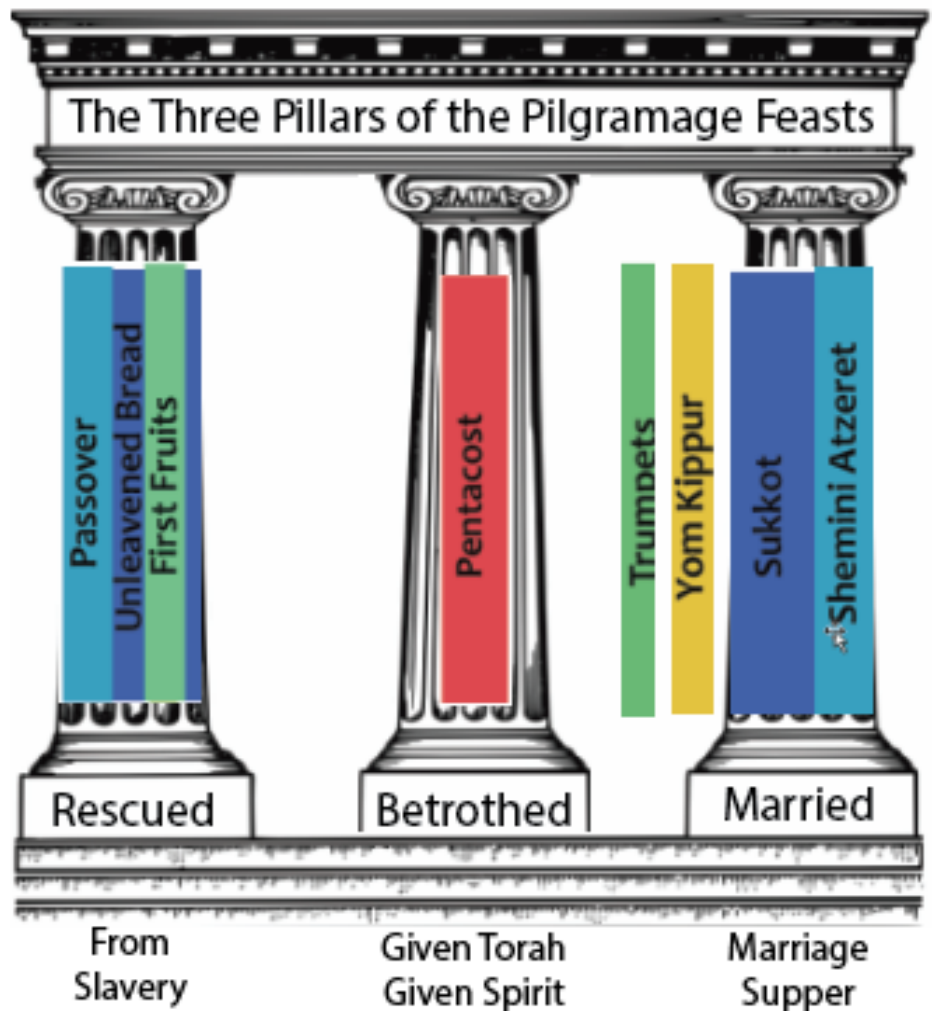 The Three Pillars of the Pilgramage Feasts
Passover
Unleavened Bread
First Fruits
Pentacost
Trumpets
Yom Kippur
Sukkot
Shemini Atzeret
Rescued
Betrothed
Married
From
Slavery
Given Torah
Given Spirit
Marriage
Supper